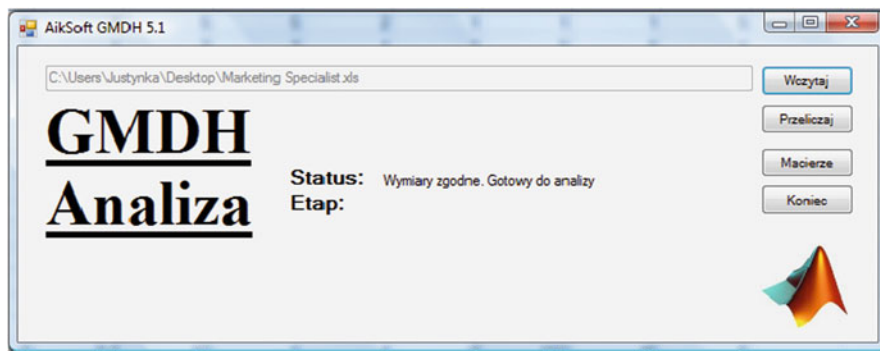 AikSoft GMDH 5.1
C:\Users\Justynka\Desktop\Marketing Specialist.xls
Wczytaj
GMDH
Analiza
Przeliczaj
Status: Wymiary zgodne. Gotowy do analizy
Etap:
Macierze
Koniec